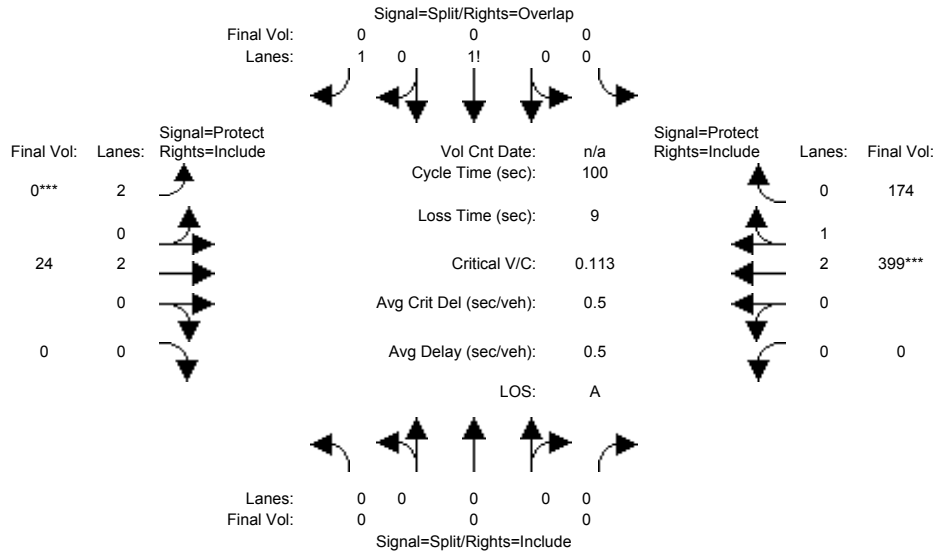 Signal=Split/Rights=Overlap
Final Vol: 0 0 0
Lanes: 1 0 1! 0 0
Signal=Protect Signal=Protect
Final Vol: Lanes: Rights=Include Vol Cnt Date: n/a Rights=Include Lanes: Final Vol:
Cycle Time (sec): 100
0*** 2 0 174
Loss Time (sec): 9
0 1
24 2 Critical V/C: 0.113 2 399***
0 Avg Crit Del (sec/veh): 0.5 0
0 0 Avg Delay (sec/veh): 0.5 0 0
LOS: A
Lanes: 0 0 0 0 0
Final Vol: 0 0 0
Signal=Split/Rights=Include